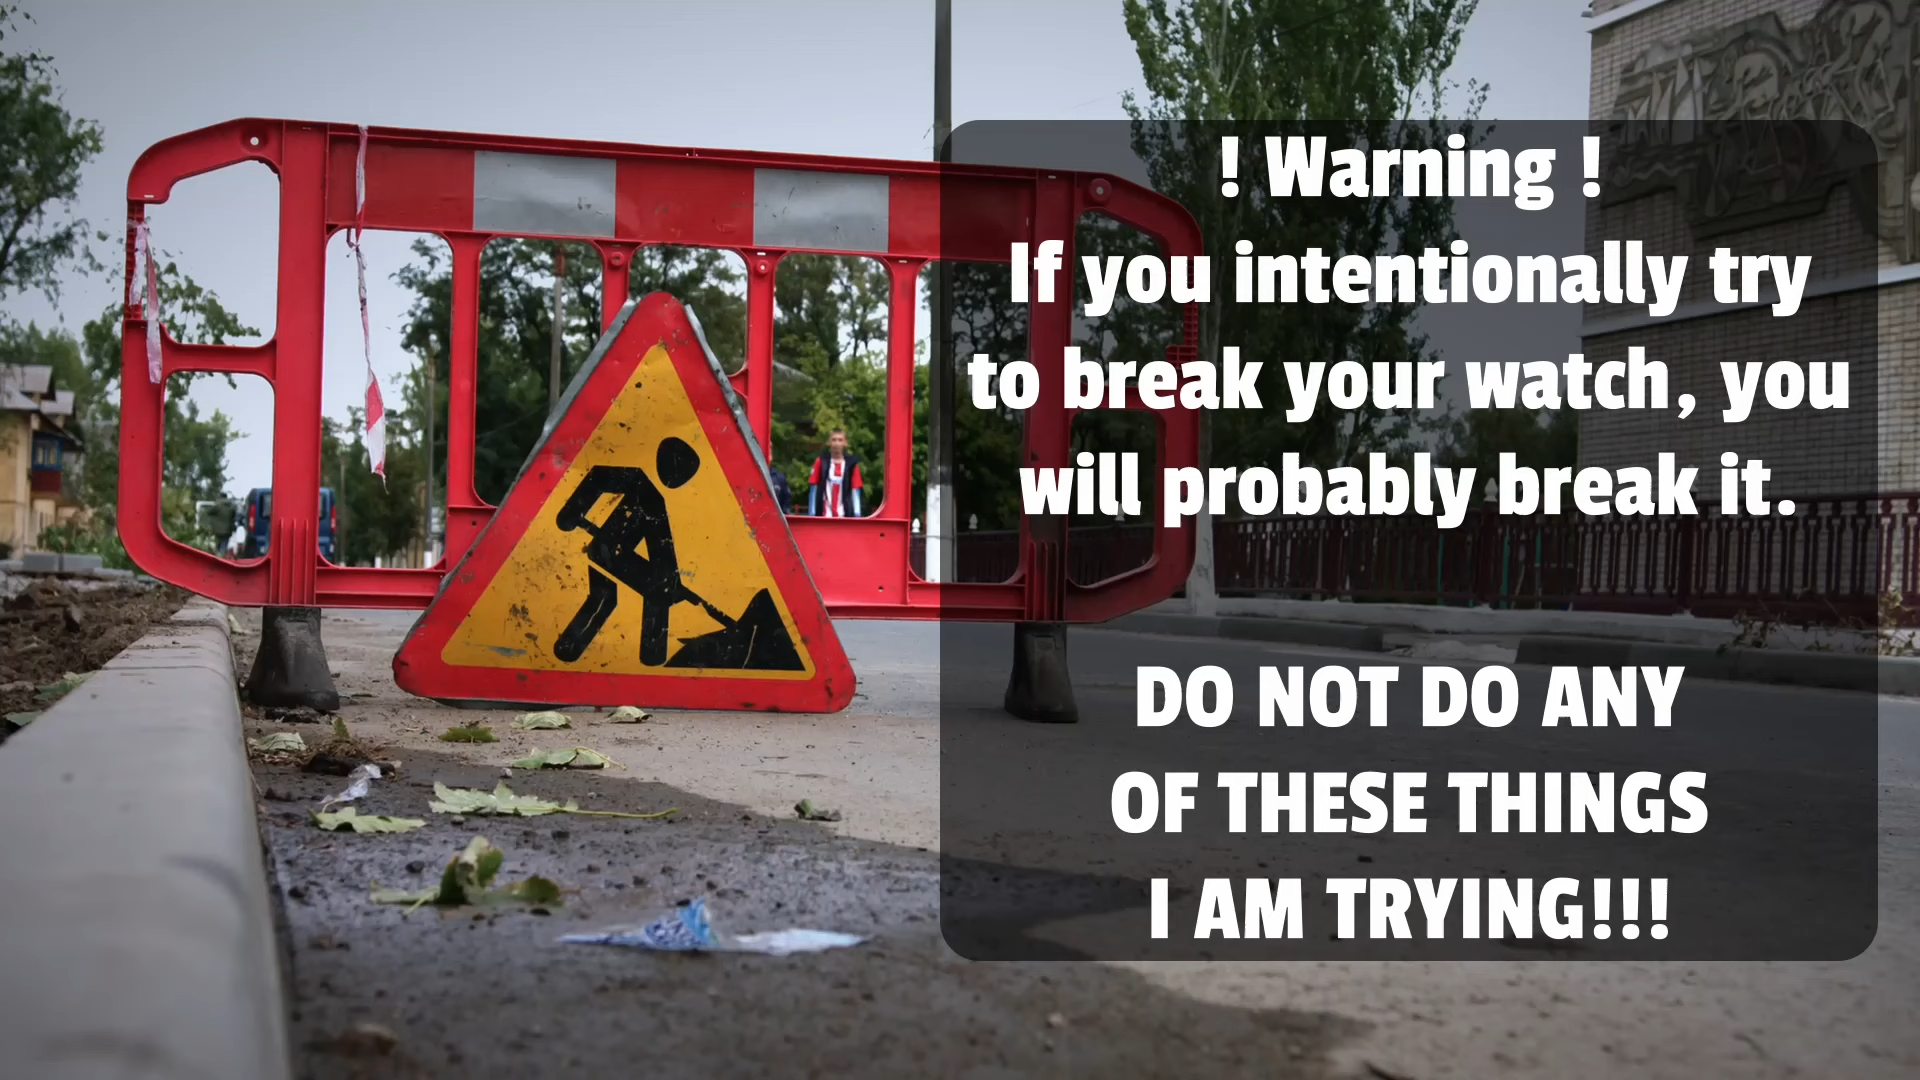 ! Warning !
If you intentionally try
to break your watch, you
will probably break it.
DO NOT DO ANY
OF THESE THINGS
I AM TRYING!!!